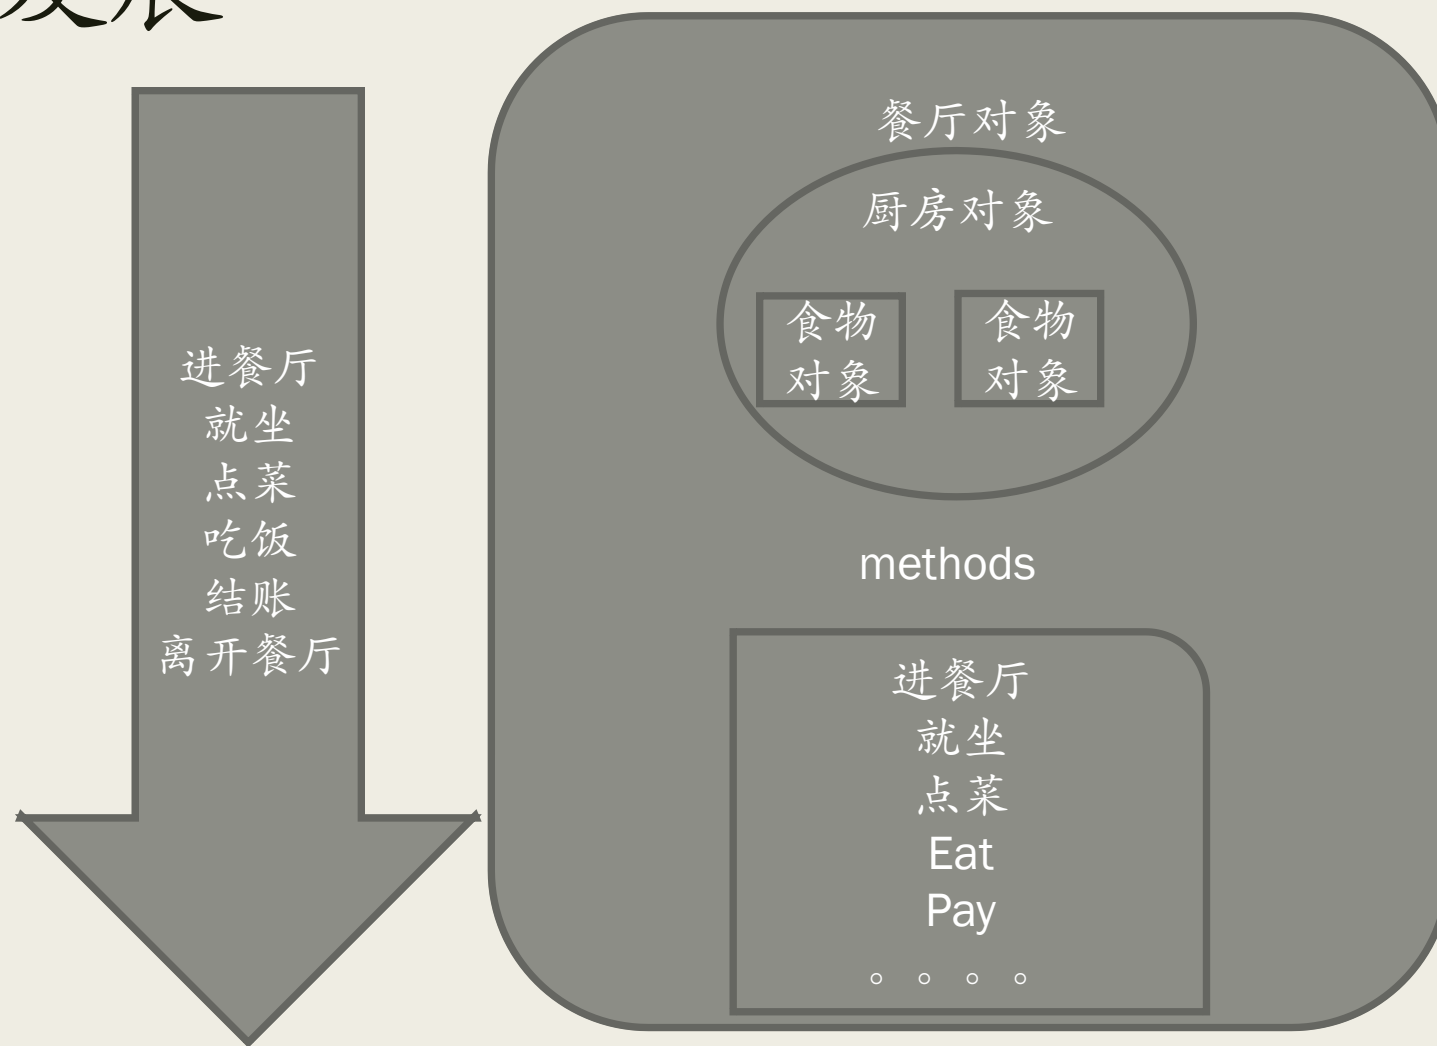 发展
进餐厅
就坐
点菜
吃饭
结账
离开餐厅
餐厅对象
厨房对象
食物
对象
食物
对象
methods
进餐厅
就坐
点菜
Eat
Pay
。。。。